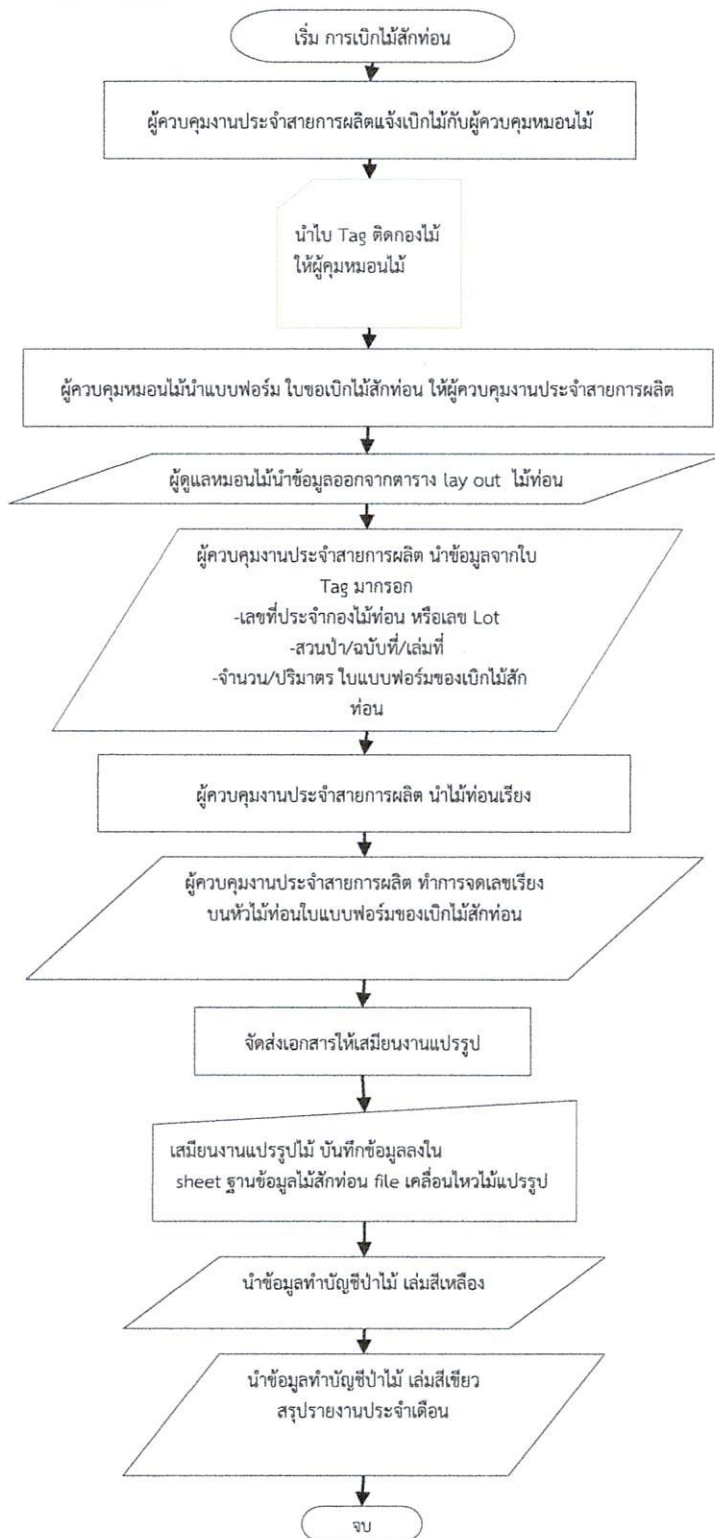 เริ่ม การเบิกไม้สักท่อน
ผู้ควบคุมงานประจำสายการผลิตแจ้งเบิกไม้กับผู้ควบคุมหมอนไม้
นำใบ Tag ติดกองไม้
ให้ผู้คุมหมอนไม้
ผู้ควบคุมหมอนไม้นำแบบฟอร์ม ใบขอเบิกไม้สักท่อน ให้ผู้ควบคุมงานประจำสายการผลิต
ผู้ดูแลหมอนไม้นำข้อมูลออกจากตาราง lay out ไม้ท่อน
ผู้ควบคุมงานประจำสายการผลิต นำข้อมูลจากใบ
Tag มากรอก
-เลขที่ประจำกองไม้ท่อน หรือเลข Lot
-สวนป่า/ฉบับที่/เล่มที่
-จำนวน/ปริมาตร ใบแบบฟอร์มของเบิกไม้สัก
ท่อน
ผู้ควบคุมงานประจำสายการผลิต นำไม้ท่อนเรียง
ผู้ควบคุมงานประจำสายการผลิต ทำการจดเลขเรียง
บนหัวไม้ท่อนใบแบบฟอร์มของเบิกไม้สักท่อน
จัดส่งเอกสารให้เสมียนงานแปรรูป
เสมียนงานแปรรูปไม้ บันทึกข้อมูลลงใน
sheet ฐานข้อมูลไม้สักท่อน file เคลื่อนไหวไม้แปรรูป
นำข้อมูลทำบัญชีป่าไม้ เล่มสีเหลือง
นำข้อมูลทำบัญชีป่าไม้ เล่มสีเขียว
สรุปรายงานประจำเดือน
จบ